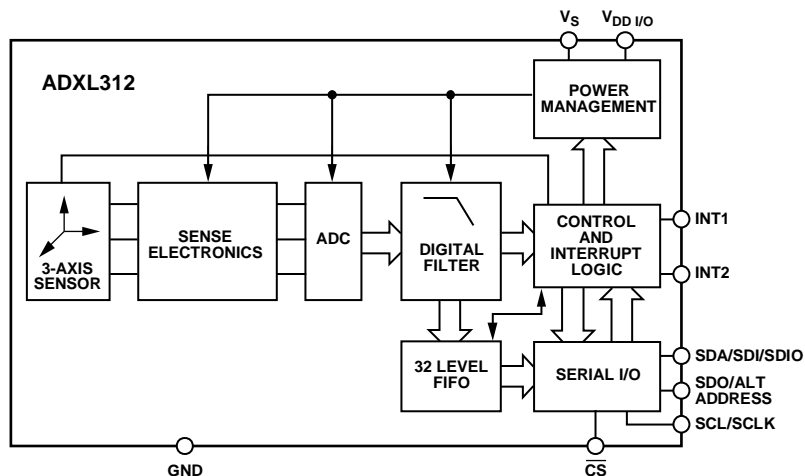 V_S
V_DD I/O
ADXL312
POWER
MANAGEMENT
3-AXIS
SENSOR
SENSE
ELECTRONICS
ADC
DIGITAL
FILTER
CONTROL
AND
INTERRUPT
LOGIC
INT1
INT2
32 LEVEL
FIFO
SERIAL I/O
SDA/SDI/SDIO
SDO/ALT
ADDRESS
SCL/SCLK
GND
C̅S̅